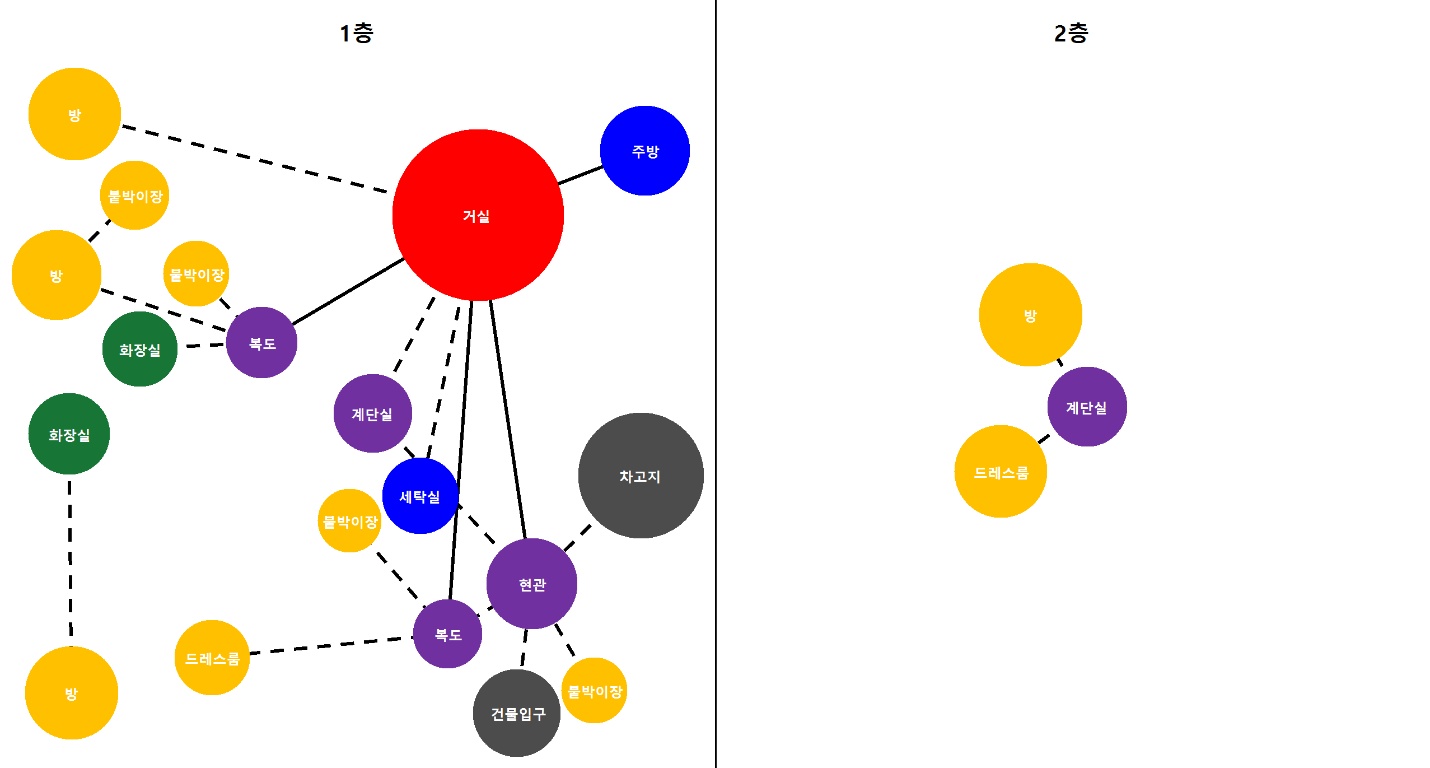 1층
방
주방
붙박이장
거실
방
붙박이장
화장실
복도
계단실
화장실
차고지
세탁실
붙박이장
현관
복도
드레스룸
방
건물입구
붙박이장
2층
방
계단실
드레스룸